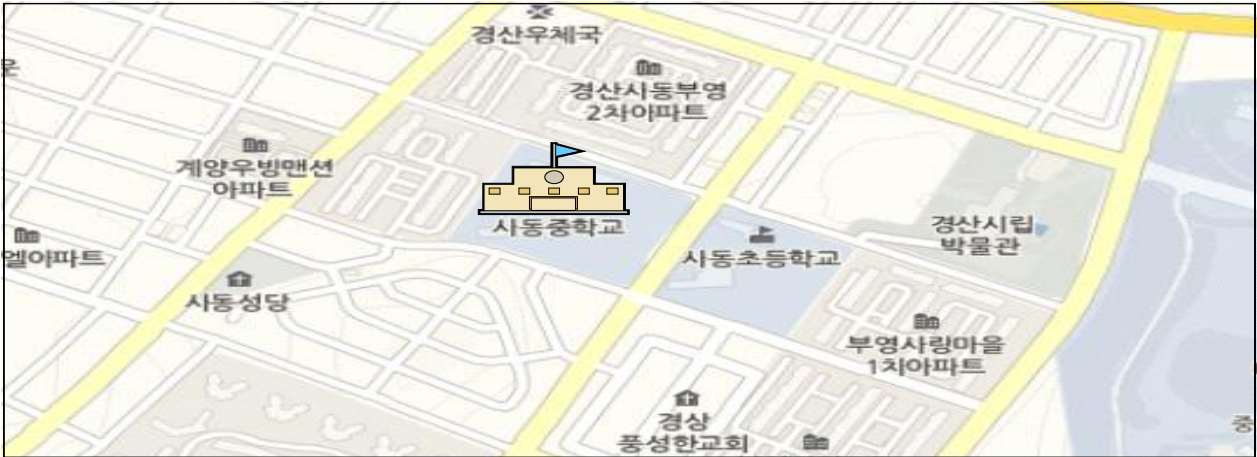 경산우체국
경산사동부영
2차아파트
계양우방맨션
아파트
사동중학교
경산시립
박물관
엘아파트
사동초등학교
사동성당
부영사랑마을
1차아파트
경상
풍성한교회
중